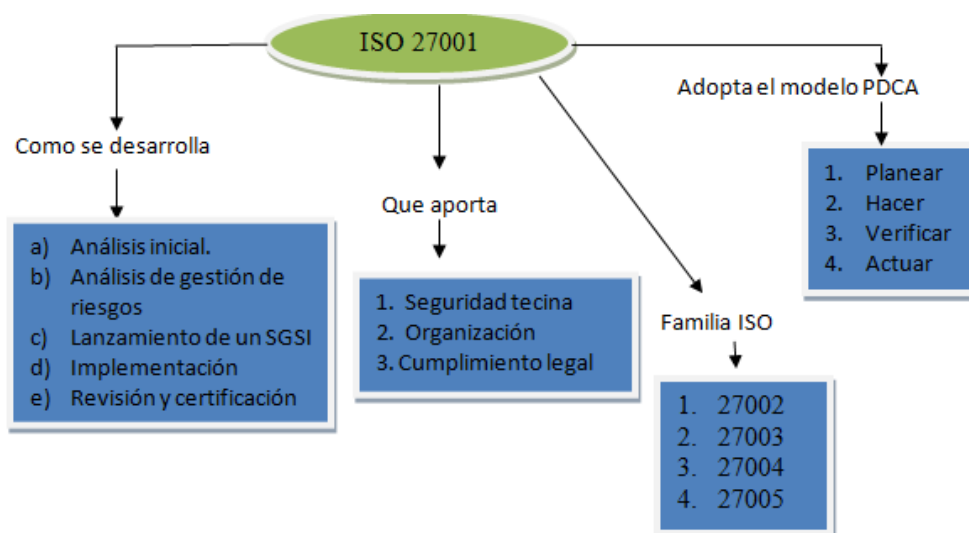 ISO 27001
Como se desarrolla
a) Análisis inicial.
b) Análisis de gestión de
riesgos
c) Lanzamiento de un SGSI
d) Implementación
e) Revisión y certificación
Que aporta
1. Seguridad tecina
2. Organización
3. Cumplimiento legal
Familia ISO
1. 27002
2. 27003
3. 27004
4. 27005
Adopta el modelo PDCA
1. Planear
2. Hacer
3. Verificar
4. Actuar